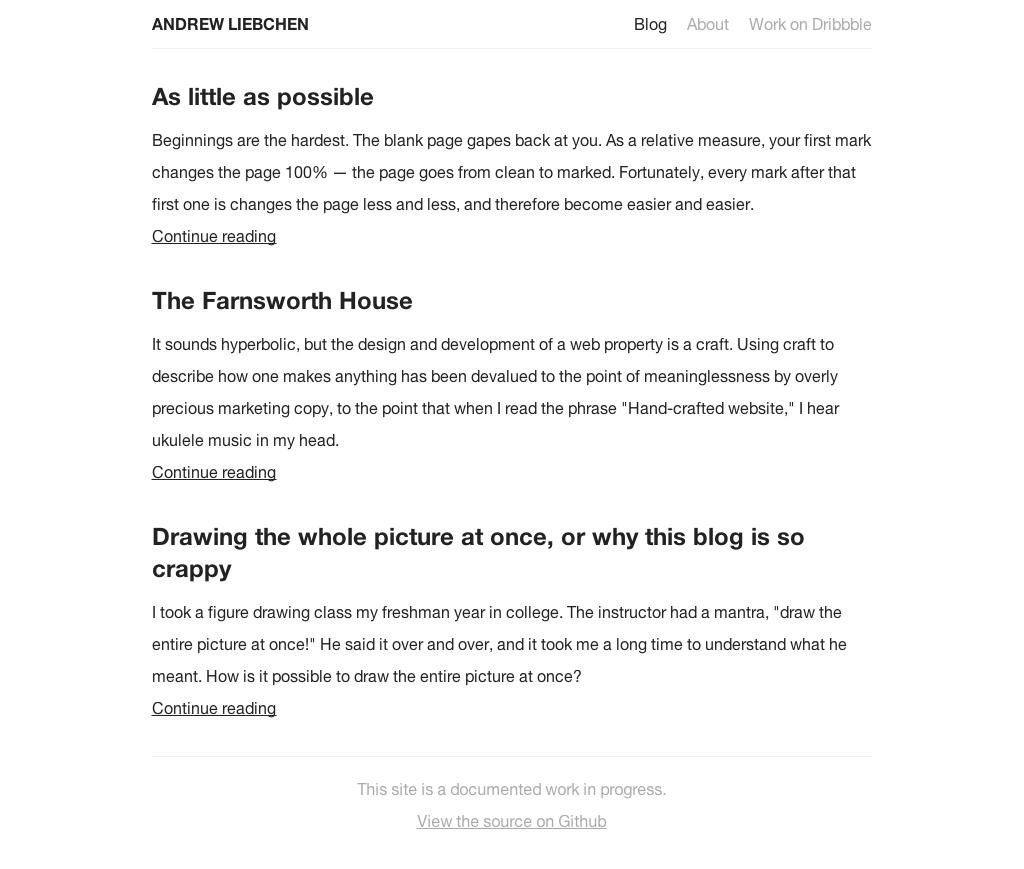 ANDREW LIEBCHEN
Blog About Work on Dribbble
As little as possible
Beginnings are the hardest. The blank page gapes back at you. As a relative measure, your first mark
changes the page 100% — the page goes from clean to marked. Fortunately, every mark after that
first one is changes the page less and less, and therefore become easier and easier.
Continue reading
The Farnsworth House
It sounds hyperbolic, but the design and development of a web property is a craft. Using craft to
describe how one makes anything has been devalued to the point of meaninglessness by overly
precious marketing copy, to the point that when I read the phrase "Hand-crafted website," I hear
ukulele music in my head.
Continue reading
Drawing the whole picture at once, or why this blog is so
crappy
I took a figure drawing class my freshman year in college. The instructor had a mantra, "draw the
entire picture at once!" He said it over and over, and it took me a long time to understand what he
meant. How is it possible to draw the entire picture at once?
Continue reading
This site is a documented work in progress.
View the source on Github